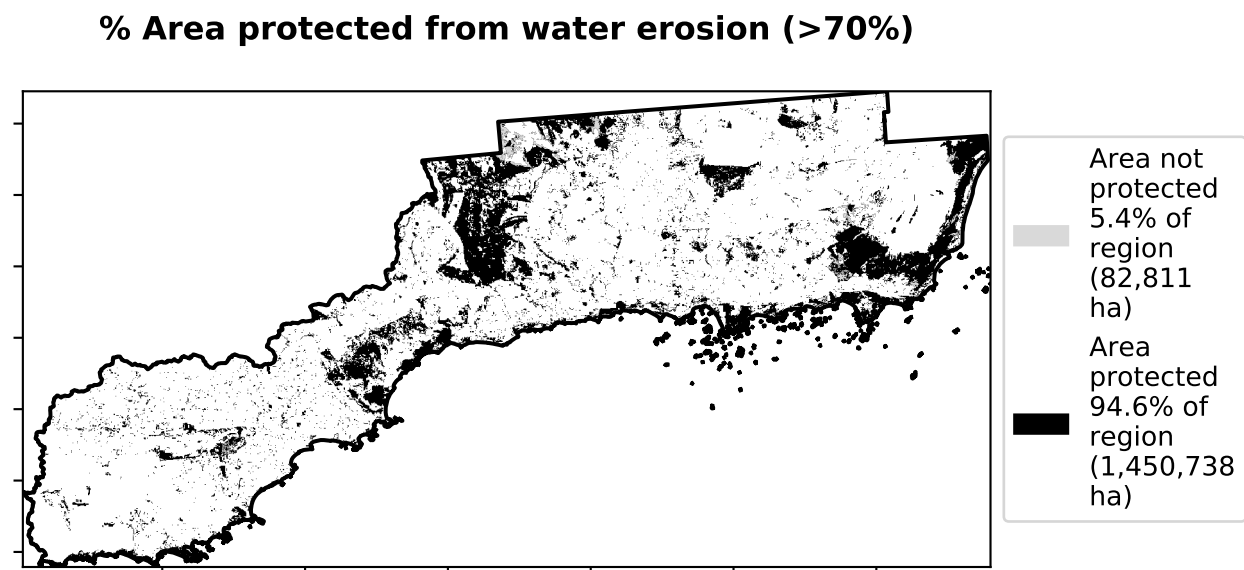 % Area protected from water erosion (>70%)
Area not
protected
5.4% of
region
(82,811
ha)
Area
protected
94.6% of
region
(1,450,738
ha)